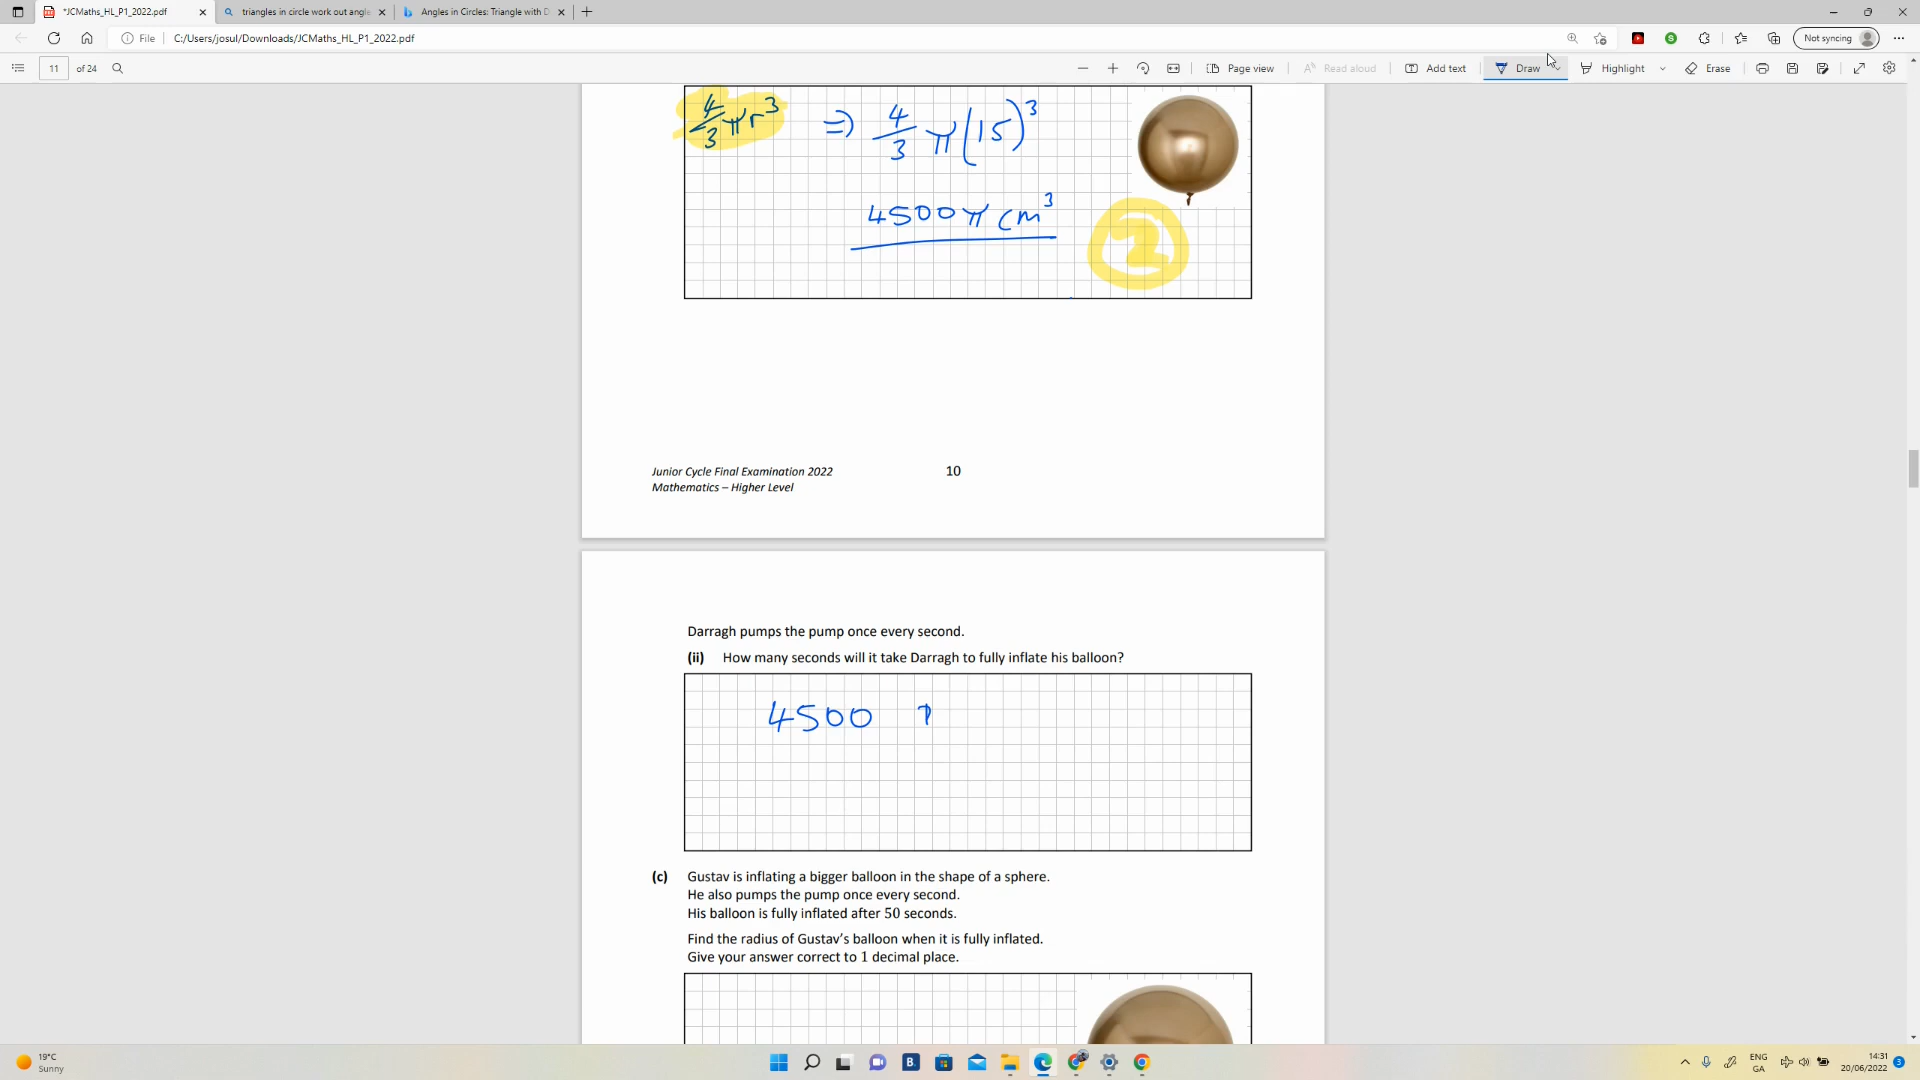 *JCMaths_HL_P1_2022.pdf
triangles in circle work out angle
Angles in Circles: Triangle with D
File
C:/Users/josul/Downloads/JCMaths_HL_P1_2022.pdf
Not syncing
11 of 24
Page view
Read aloud
Add text
Draw
Highlight
Erase
4/3 πr³ ⇒ 4/3 π(15)³
4500π cm³
2
Junior Cycle Final Examination 2022
10
Mathematics – Higher Level
Darragh pumps the pump once every second.
(ii) How many seconds will it take Darragh to fully inflate his balloon?
4500
(c) Gustav is inflating a bigger balloon in the shape of a sphere.
He also pumps the pump once every second.
His balloon is fully inflated after 50 seconds.
Find the radius of Gustav’s balloon when it is fully inflated.
Give your answer correct to 1 decimal place.
19°C
Sunny
B
ENG
GA
14:31
20/06/2022
3